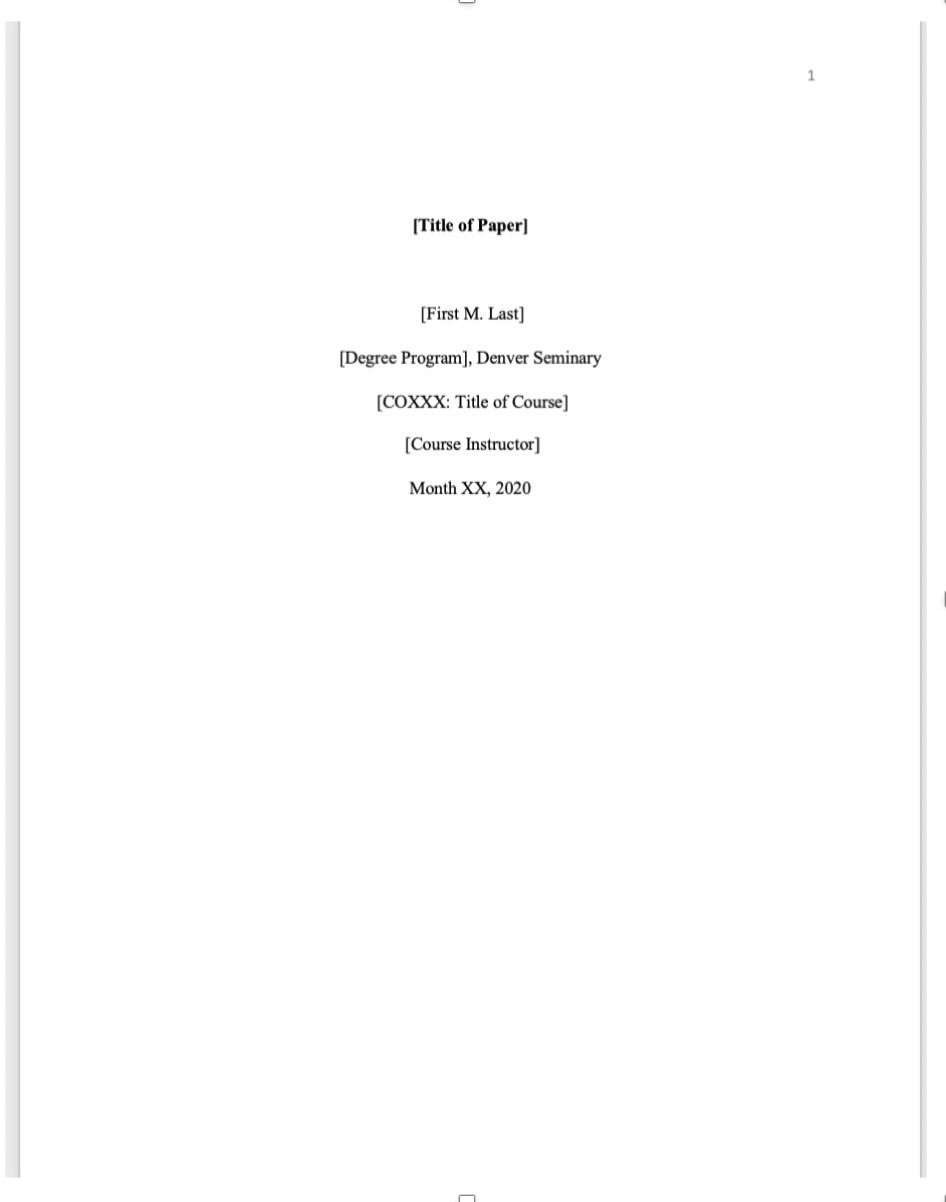 1
[Title of Paper]
[First M. Last]
[Degree Program], Denver Seminary
[COXXX: Title of Course]
[Course Instructor]
Month XX, 2020